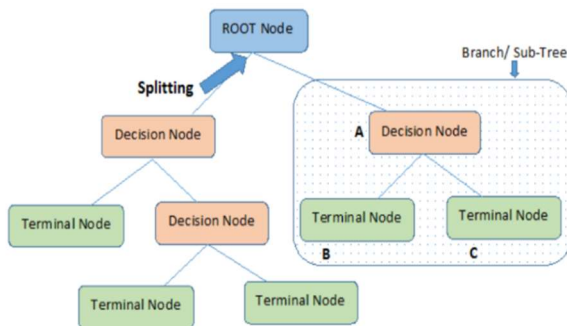 ROOT Node
Branch/ Sub-Tree
Splitting
Decision Node
A
Decision Node
Terminal Node
Decision Node
Terminal Node
Terminal Node
B
C
Terminal Node
Terminal Node